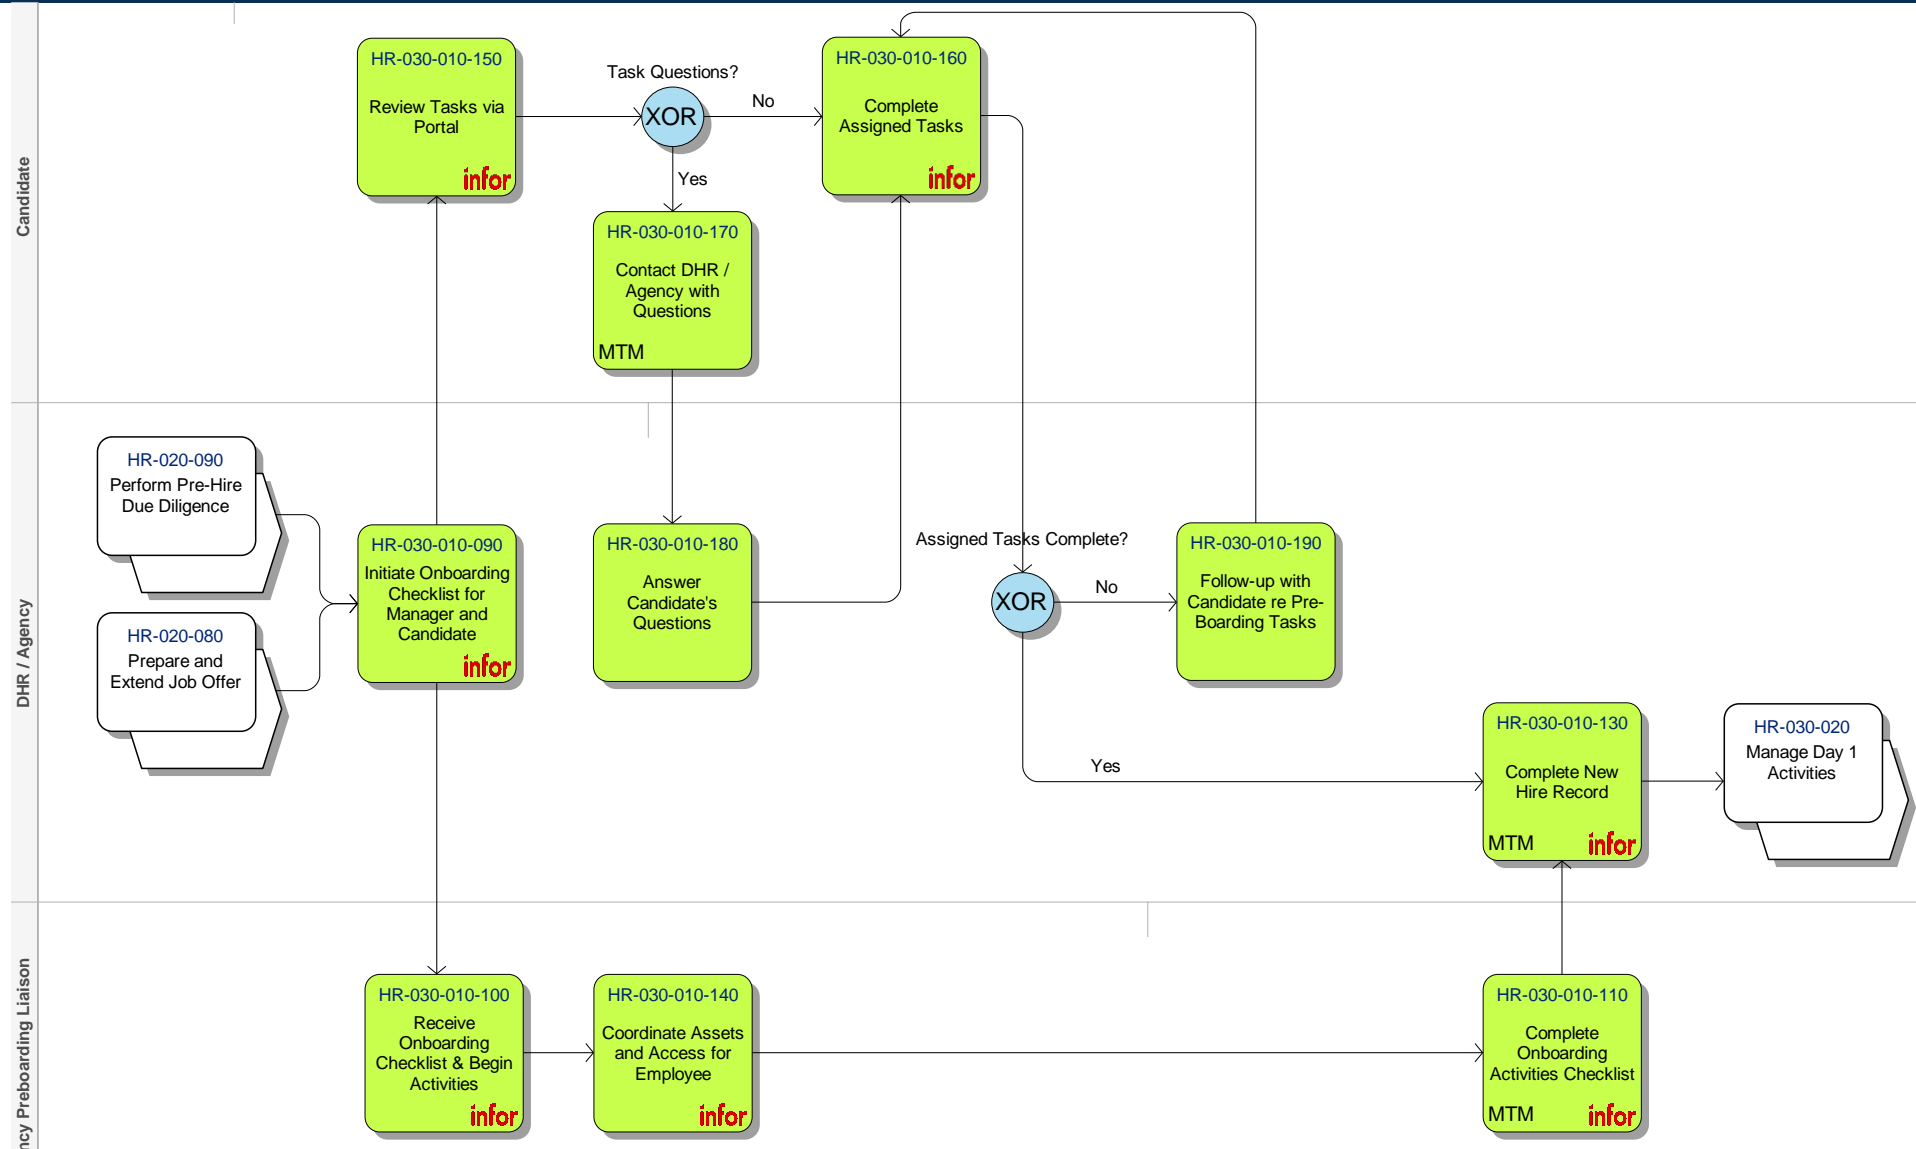 Candidate
HR-030-010-150
Review Tasks via
Portal
infor
Task Questions?
XOR
No
Yes
HR-030-010-160
Complete
Assigned Tasks
infor
HR-030-010-170
Contact DHR /
Agency with
Questions
MTM
DHR / Agency
HR-020-090
Perform Pre-Hire
Due Diligence
HR-020-080
Prepare and
Extend Job Offer
HR-030-010-090
Initiate Onboarding
Checklist for
Manager and
Candidate
infor
HR-030-010-180
Answer
Candidate's
Questions
Assigned Tasks Complete?
XOR
No
Yes
HR-030-010-190
Follow-up with
Candidate re Pre-
Boarding Tasks
HR-030-010-130
Complete New
Hire Record
MTM
infor
HR-030-020
Manage Day 1
Activities
Preboarding Liaison
HR-030-010-100
Receive
Onboarding
Checklist & Begin
Activities
infor
HR-030-010-140
Coordinate Assets
and Access for
Employee
infor
HR-030-010-110
Complete
Onboarding
Activities Checklist
MTM
infor